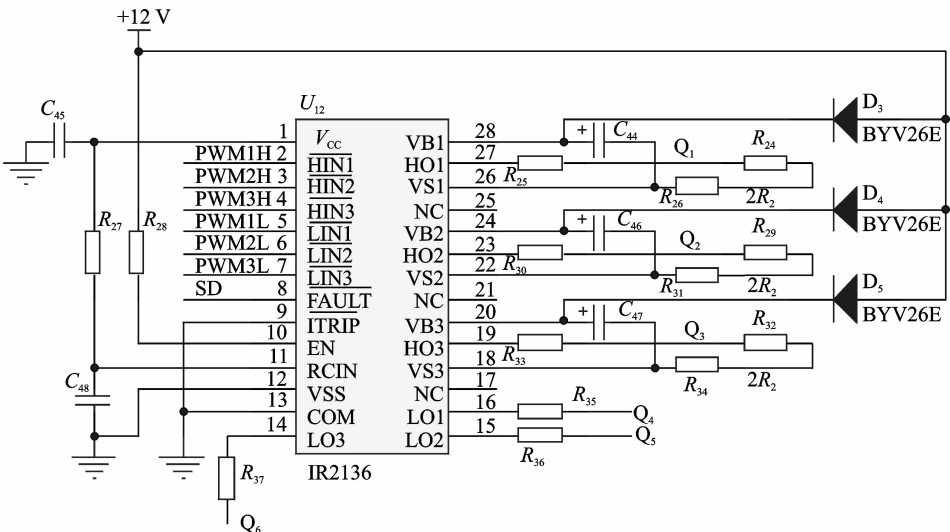 +12 V
C45
U12
D3
BYV26E
1 VCC VB1 28 + C44 Q1 R24
PWM1H 2 HIN1 HO1 27 R25
PWM2H 3 HIN2 VS1 26 R26 2R2
PWM3H 4 HIN3 NC 25
D4
BYV26E
R27 R28
PWM1L 5 LIN1 VB2 24 + C46 Q2 R29
PWM2L 6 LIN2 HO2 23 R30
PWM3L 7 LIN3 VS2 22 R31 2R2
SD 8 FAULT NC 21
D5
BYV26E
9 ITRIP VB3 20 + C47 Q3 R32
10 EN HO3 19 R33
11 RCIN VS3 18 R34 2R2
C48
12 VSS NC 17
13 COM LO1 16 R35 Q4
14 LO3 LO2 15 R36 Q5
R37
IR2136
Q6